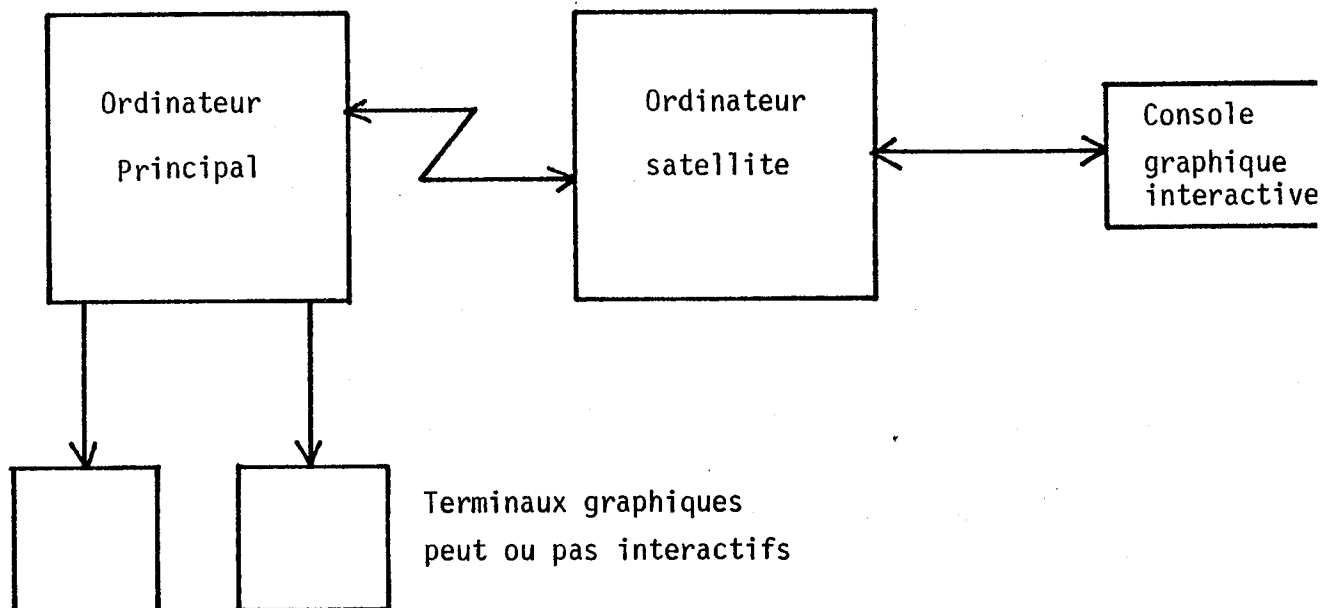 Ordinateur
Principal
Ordinateur
satellite
Console
graphique
interactive
Terminaux graphiques
peut ou pas interactifs